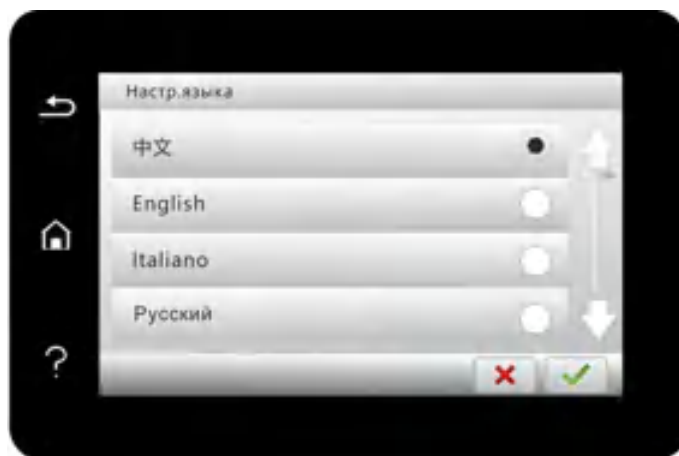 Настр.языка
中文
English
Italiano
Русский
?